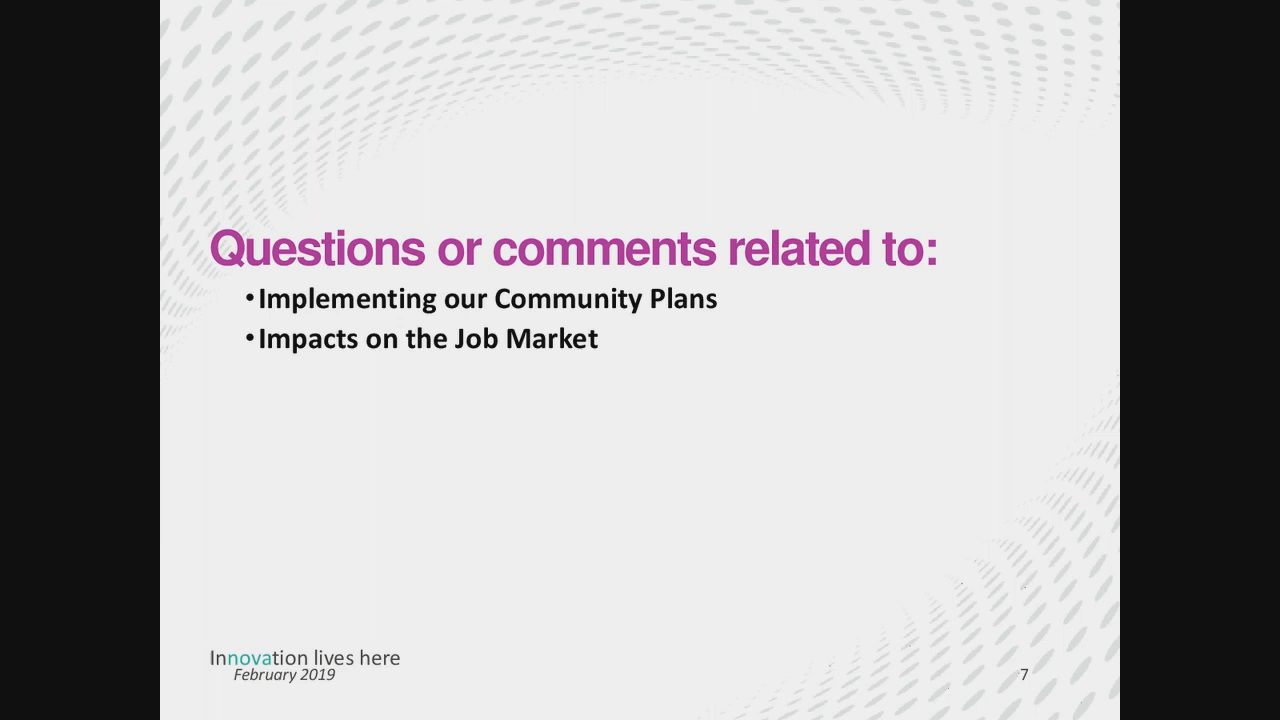 Questions or comments related to:
•Implementing our Community Plans
•Impacts on the Job Market
Innovation lives here
February 2019
7